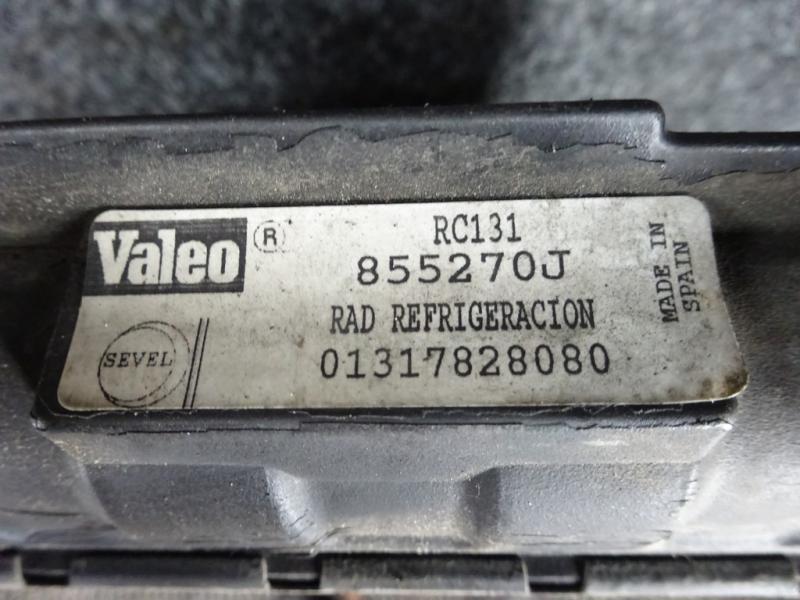 Valeo ®
RC131
855270J
RAD REFRIGERACION
01317828080
SEVEL
MADE IN
SPAIN